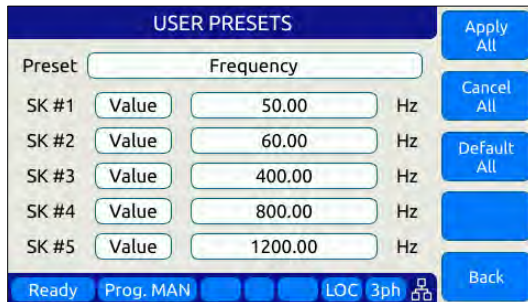 USER PRESETS
Apply
All
Preset Frequency
SK #1 Value 50.00 Hz
Cancel
All
SK #2 Value 60.00 Hz
Default
All
SK #3 Value 400.00 Hz
SK #4 Value 800.00 Hz
SK #5 Value 1200.00 Hz
Back
Ready Prog. MAN LOC 3ph